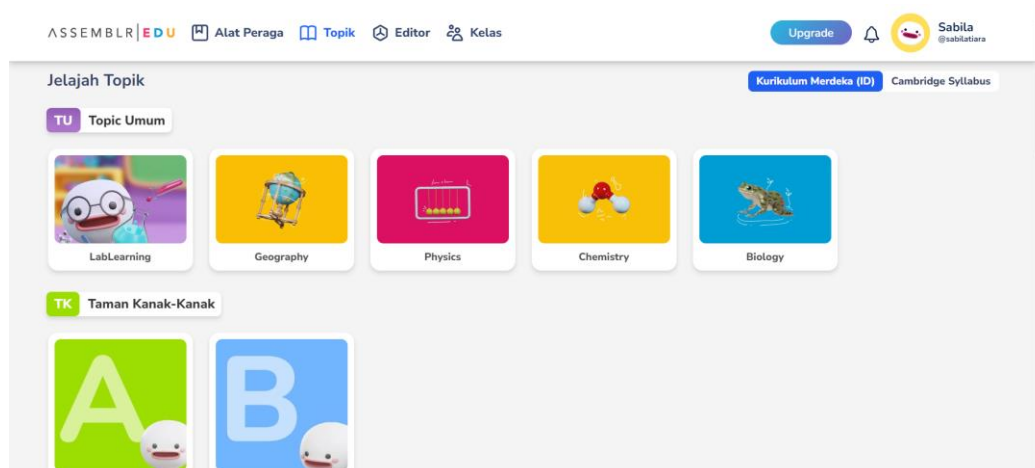 ASSEMBLR EDU Alat Peraga Topik Editor Kelas Upgrade Sabila
@sabilatiara
Jelajah Topik Kurikulum Merdeka (ID) Cambridge Syllabus
TU Topic Umum
LabLearning Geography Physics Chemistry Biology
TK Taman Kanak-Kanak
A B